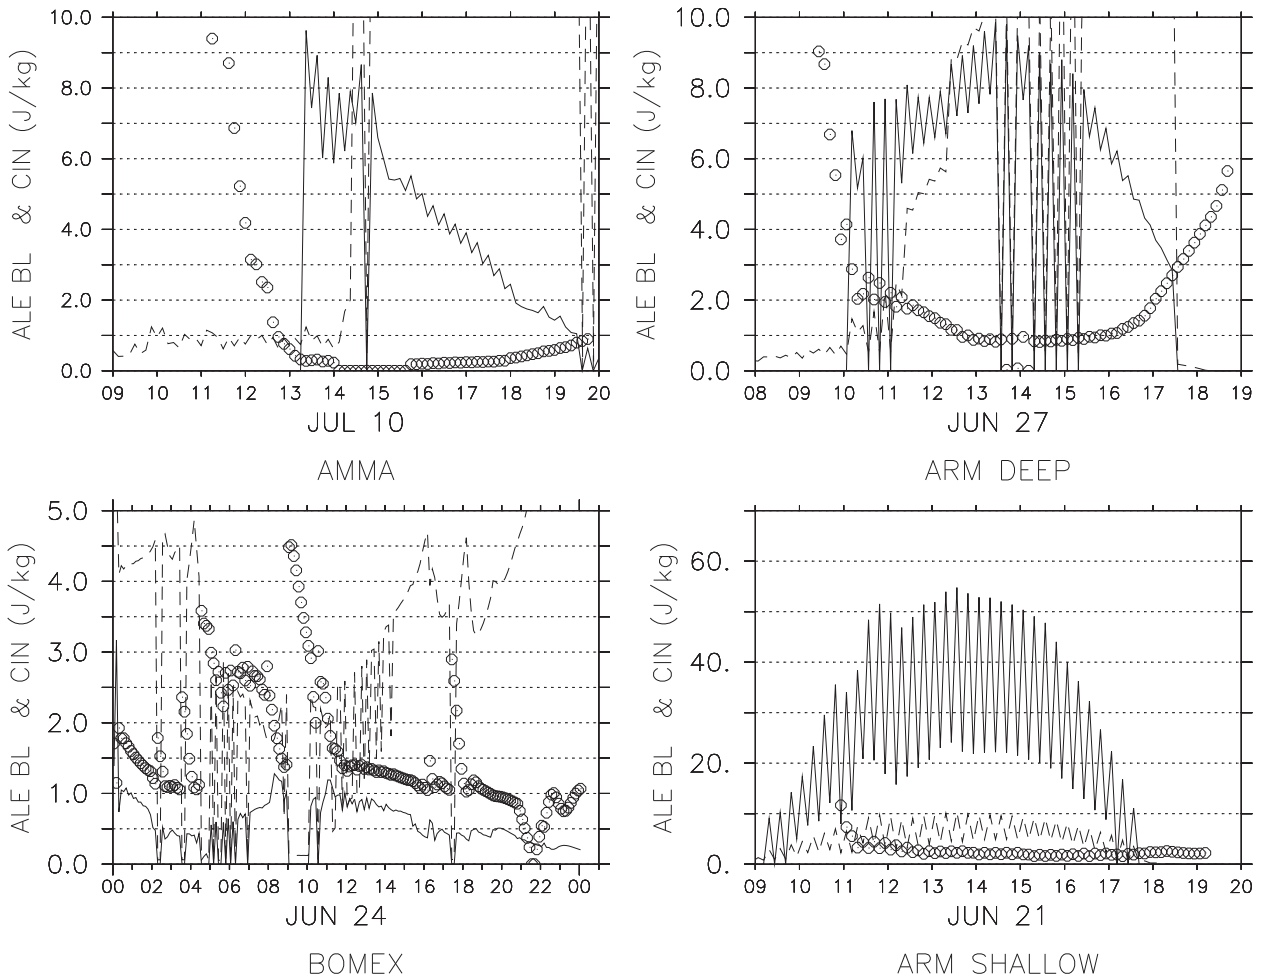 ALE BL & CIN (J/kg)
10.0
8.0
6.0
4.0
2.0
0.0
09 10 11 12 13 14 15 16 17 18 19 20
JUL 10
AMMA
ALE BL & CIN (J/kg)
10.0
8.0
6.0
4.0
2.0
0.0
08 09 10 11 12 13 14 15 16 17 18 19
JUN 27
ARM DEEP
ALE BL & CIN (J/kg)
5.0
4.0
3.0
2.0
1.0
0.0
00 02 04 06 08 10 12 14 16 18 20 22 00
JUN 24
BOMEX
ALE BL & CIN (J/kg)
60.
40.
20
0.
09 10 11 12 13 14 15 16 17 18 19 20
JUN 21
ARM SHALLOW